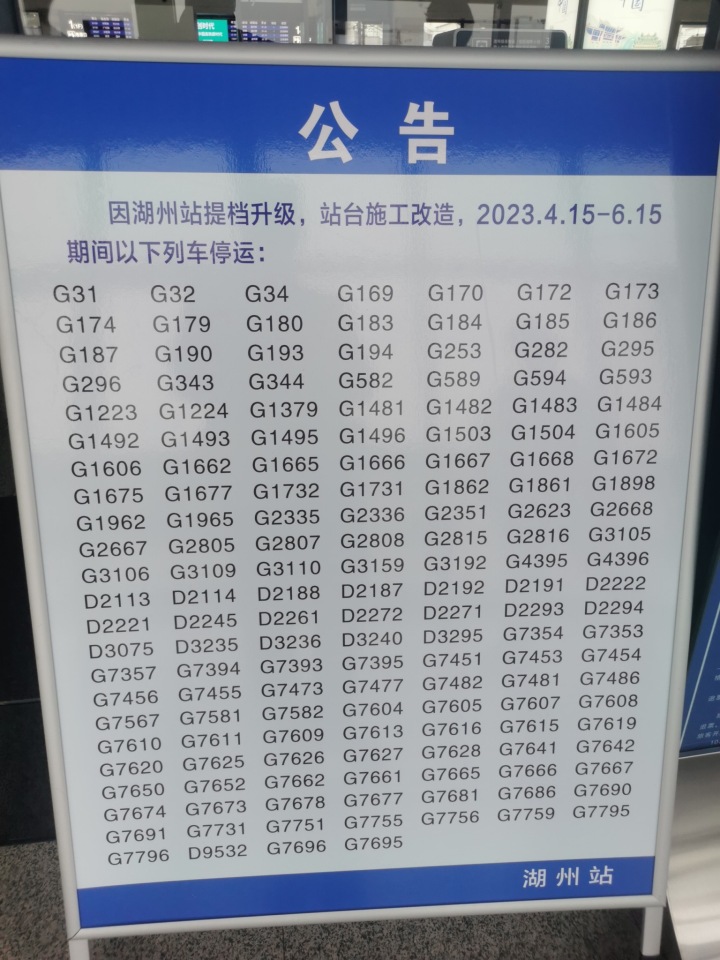 公告
因湖州站提档升级，站台施工改造，2023.4.15-6.15
期间以下列车停运：
G31 G32 G34 G169 G170 G172 G173
G174 G179 G180 G183 G184 G185 G186
G187 G190 G193 G194 G253 G282 G295
G296 G343 G344 G582 G589 G594 G593
G1223 G1224 G1379 G1481 G1482 G1483 G1484
G1492 G1493 G1495 G1496 G1503 G1504 G1605
G1606 G1662 G1665 G1666 G1667 G1668 G1672
G1675 G1677 G1732 G1731 G1862 G1861 G1898
G1962 G1965 G2335 G2336 G2351 G2623 G2668
G2667 G2805 G2807 G2808 G2815 G2816 G3105
G3106 G3109 G3110 G3159 G3192 G4395 G4396
D2113 D2114 D2188 D2187 D2192 D2191 D2222
D2221 D2245 D2261 D2272 D2271 D2293 D2294
D3075 D3235 D3236 D3240 D3295 G7354 G7353
G7357 G7394 G7393 G7395 G7451 G7453 G7454
G7456 G7455 G7473 G7477 G7482 G7481 G7486
G7567 G7581 G7582 G7604 G7605 G7607 G7608
G7610 G7611 G7609 G7613 G7616 G7615 G7619
G7620 G7625 G7626 G7627 G7628 G7641 G7642
G7650 G7652 G7662 G7661 G7665 G7666 G7667
G7674 G7673 G7678 G7677 G7681 G7686 G7690
G7691 G7731 G7751 G7755 G7756 G7759 G7795
G7796 D9532 G7696 G7695
湖州站